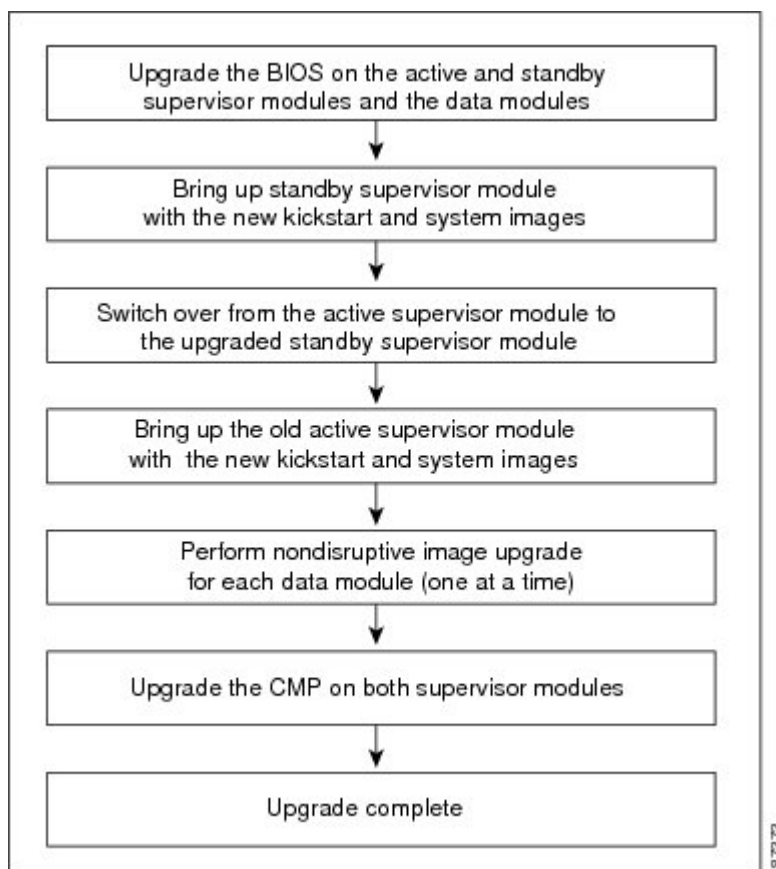 Upgrade the BIOS on the active and standby
supervisor modules and the data modules
Bring up standby supervisor module
with the new kickstart and system images
Switch over from the active supervisor module to
the upgraded standby supervisor module
Bring up the old active supervisor module
with the new kickstart and system images
Perform nondisruptive image upgrade
for each data module (one at a time)
Upgrade the CMP on both supervisor modules
Upgrade complete